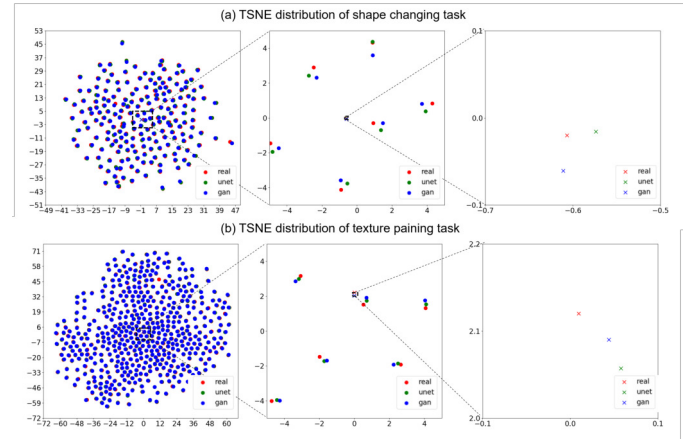 (a) TSNE distribution of shape changing task
53
45
37
29
21
13
5
-3
-11
-19
-27
-35
-43
-51
-49 -41 -33 -25 -17 -9 -1 7 15 23 31 39 47
real
unet
gan
4
2
0
-2
-4
-4 -2 0 2 4
real
unet
gan
0.1
0.0
-0.1
-0.7 -0.6 -0.5
real
unet
gan
(b) TSNE distribution of texture paining task
71
58
45
32
19
6
-7
-20
-33
-46
-59
-72
-72 -60 -48 -36 -24 -12 0 12 24 36 48 60
real
unet
gan
4
2
0
-2
-4
-4 -2 0 2 4
real
unet
gan
2.2
2.1
2.0
0.0 0.1
real
unet
gan